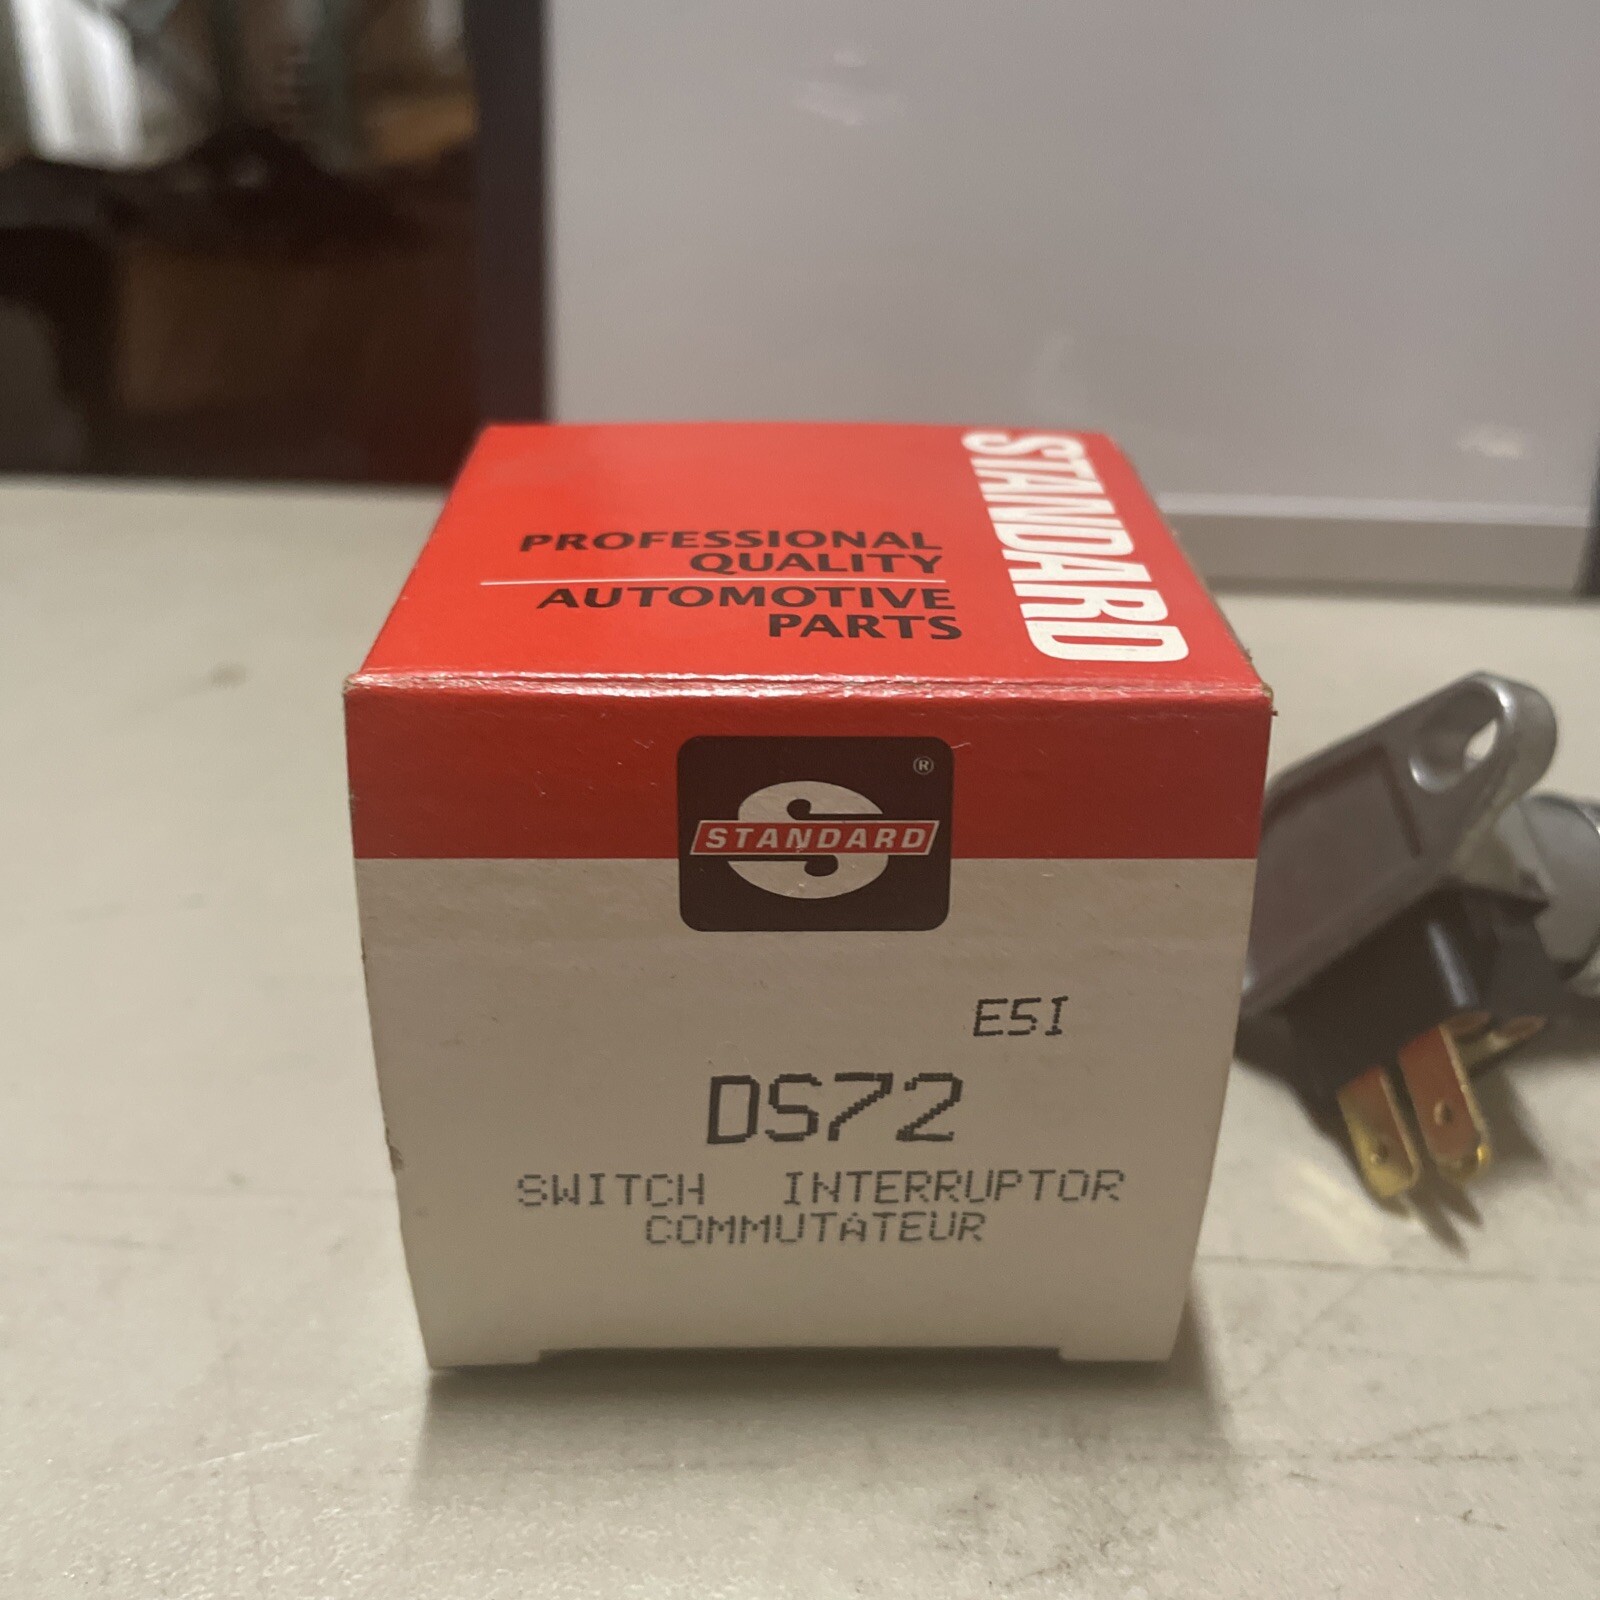 STANDARD
PROFESSIONAL
QUALITY
AUTOMOTIVE
PARTS
STANDARD
®
E5I
DS72
SWITCH INTERRUPTOR
COMMUTATEUR